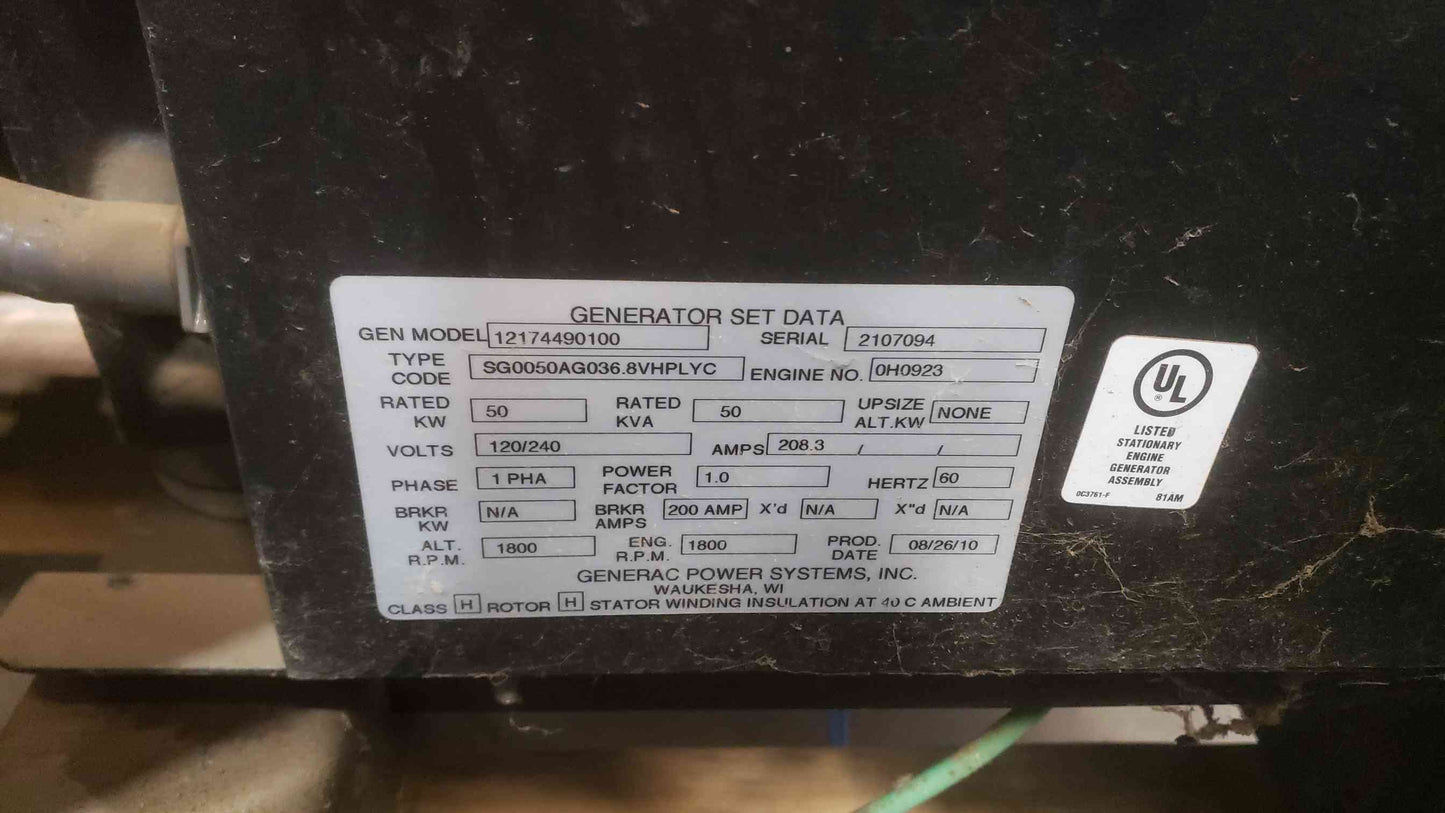 GENERATOR SET DATA
GEN MODEL 12174490100 SERIAL 2107094
TYPE CODE SG0050AG036.8VHPLYC ENGINE NO. 0H0923
RATED KW 50 RATED KVA 50 UPSIZE ALT.KW NONE
VOLTS 120/240 AMPS 208.3 / /
PHASE 1 PHA POWER FACTOR 1.0 HERTZ 60
BRKR KW N/A BRKR AMPS 200 AMP X'd N/A X"d N/A
ALT. R.P.M. 1800 ENG. R.P.M. 1800 PROD. DATE 08/26/10
GENERAC POWER SYSTEMS, INC.
WAUKESHA, WI
CLASS H ROTOR H STATOR WINDING INSULATION AT 40 C AMBIENT
UL
®
LISTED
STATIONARY
ENGINE
GENERATOR
ASSEMBLY
0C3761-F 81AM